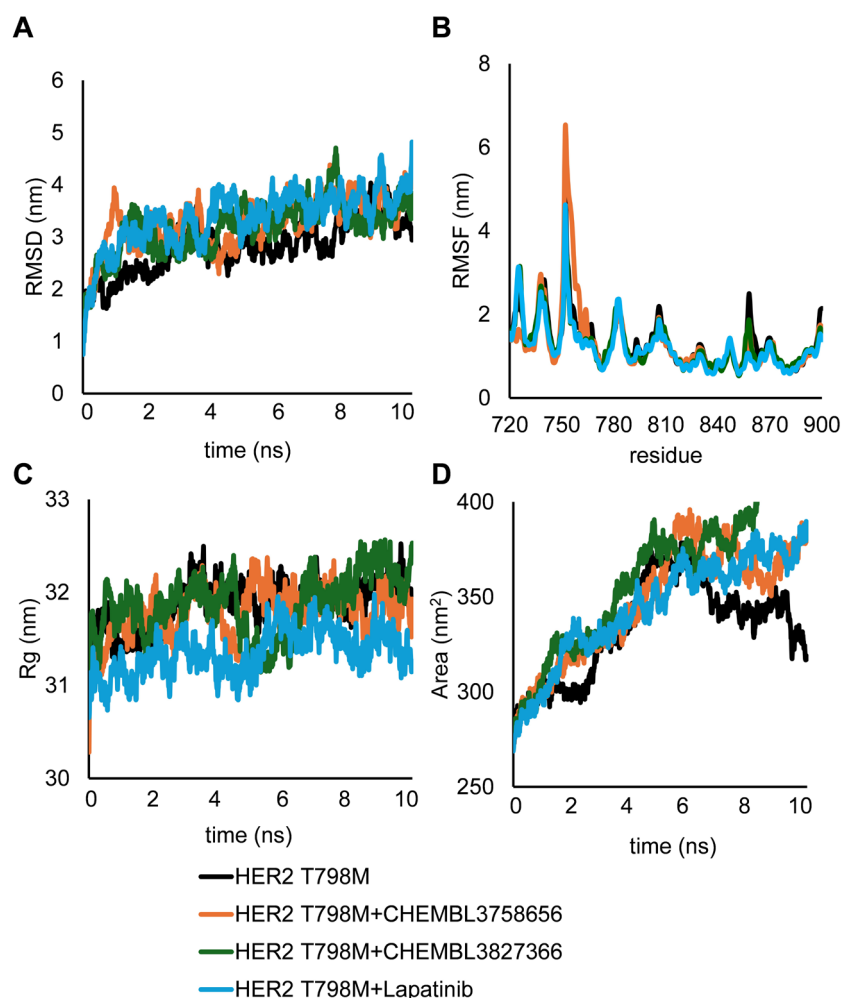 A
RMSD (nm)
6
5
4
3
2
1
0
0 2 4 6 8 10
time (ns)
B
RMSF (nm)
8
6
4
2
0
720 750 780 810 840 870 900
residue
C
Rg (nm)
33
32
31
30
0 2 4 6 8 10
time (ns)
D
Area (nm²)
400
350
300
250
0 2 4 6 8 10
time (ns)
HER2 T798M
HER2 T798M+CHEMBL3758656
HER2 T798M+CHEMBL3827366
HER2 T798M+Lapatinib